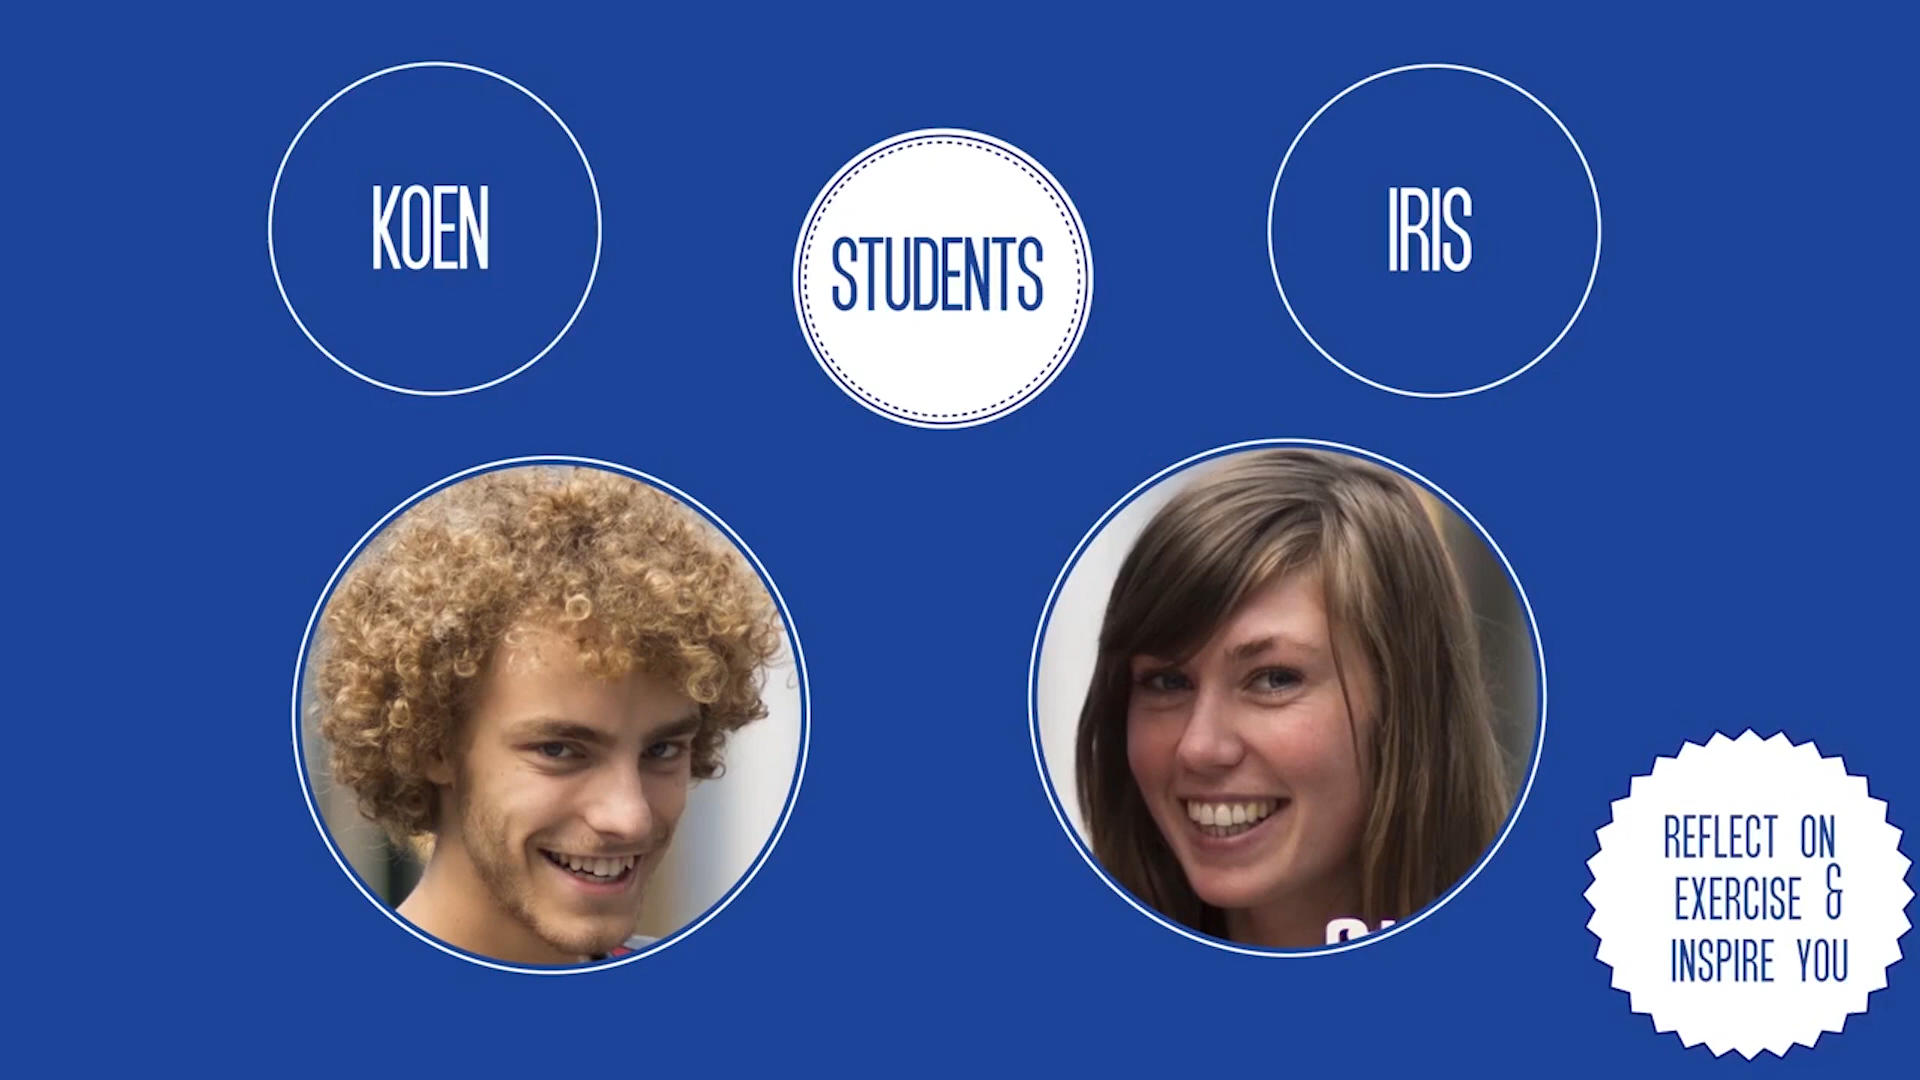 KOEN
STUDENTS
IRIS
REFLECT ON
EXERCISE &
INSPIRE YOU